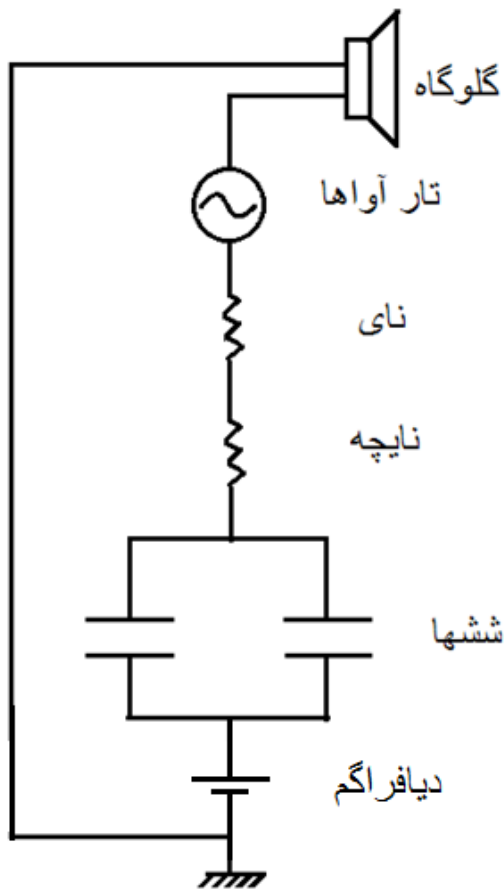 گلوگاه
تار آواها
نای
نایچه
ششها
دیافراگم